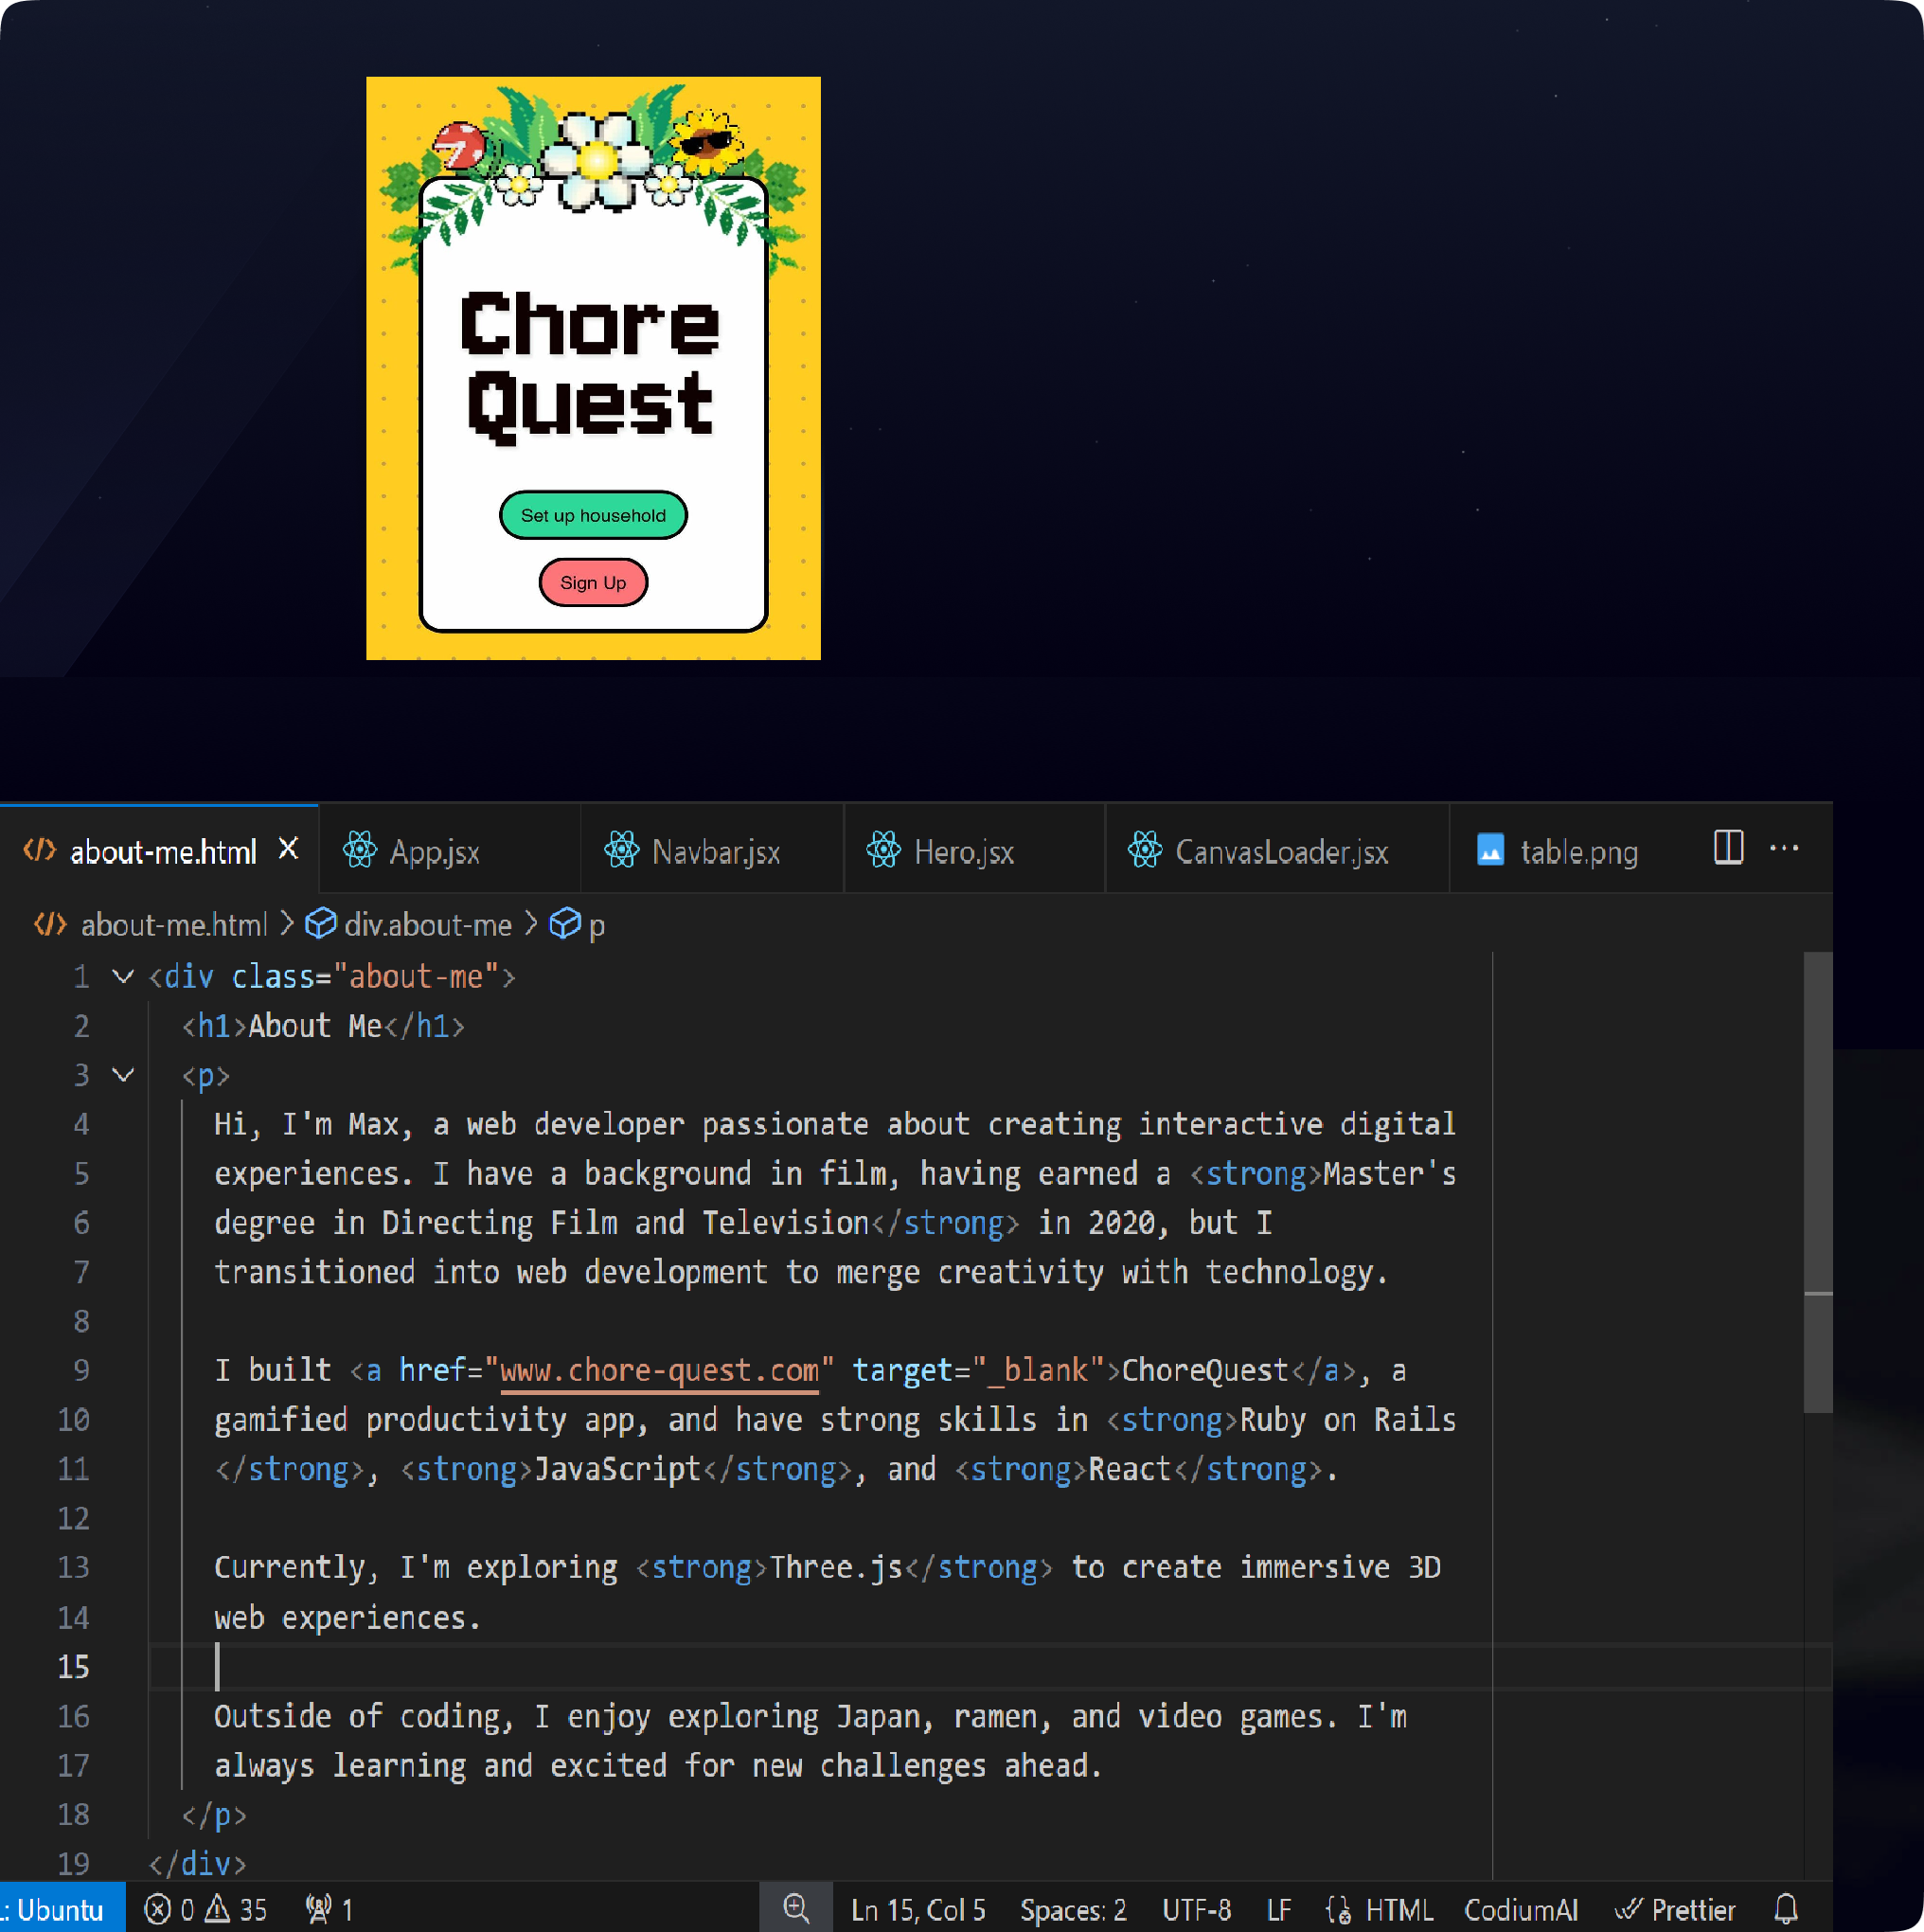 Chore
Quest
Set up household
Sign Up
about-me.html
App.jsx
Navbar.jsx
Hero.jsx
CanvasLoader.jsx
table.png
about-me.html > div.about-me > p
1 <div class="about-me">
2 <h1>About Me</h1>
3 <p>
4 Hi, I'm Max, a web developer passionate about creating interactive digital
5 experiences. I have a background in film, having earned a <strong>Master's
6 degree in Directing Film and Television</strong> in 2020, but I
7 transitioned into web development to merge creativity with technology.
8
9 I built <a href="www.chore-quest.com" target="_blank">ChoreQuest</a>, a
10 gamified productivity app, and have strong skills in <strong>Ruby on Rails
11 </strong>, <strong>JavaScript</strong>, and <strong>React</strong>.
12
13 Currently, I'm exploring <strong>Three.js</strong> to create immersive 3D
14 web experiences.
15
16 Outside of coding, I enjoy exploring Japan, ramen, and video games. I'm
17 always learning and excited for new challenges ahead.
18 </p>
19 </div>
: Ubuntu 0 35 1 Ln 15, Col 5 Spaces: 2 UTF-8 LF HTML CodiumAI Prettier